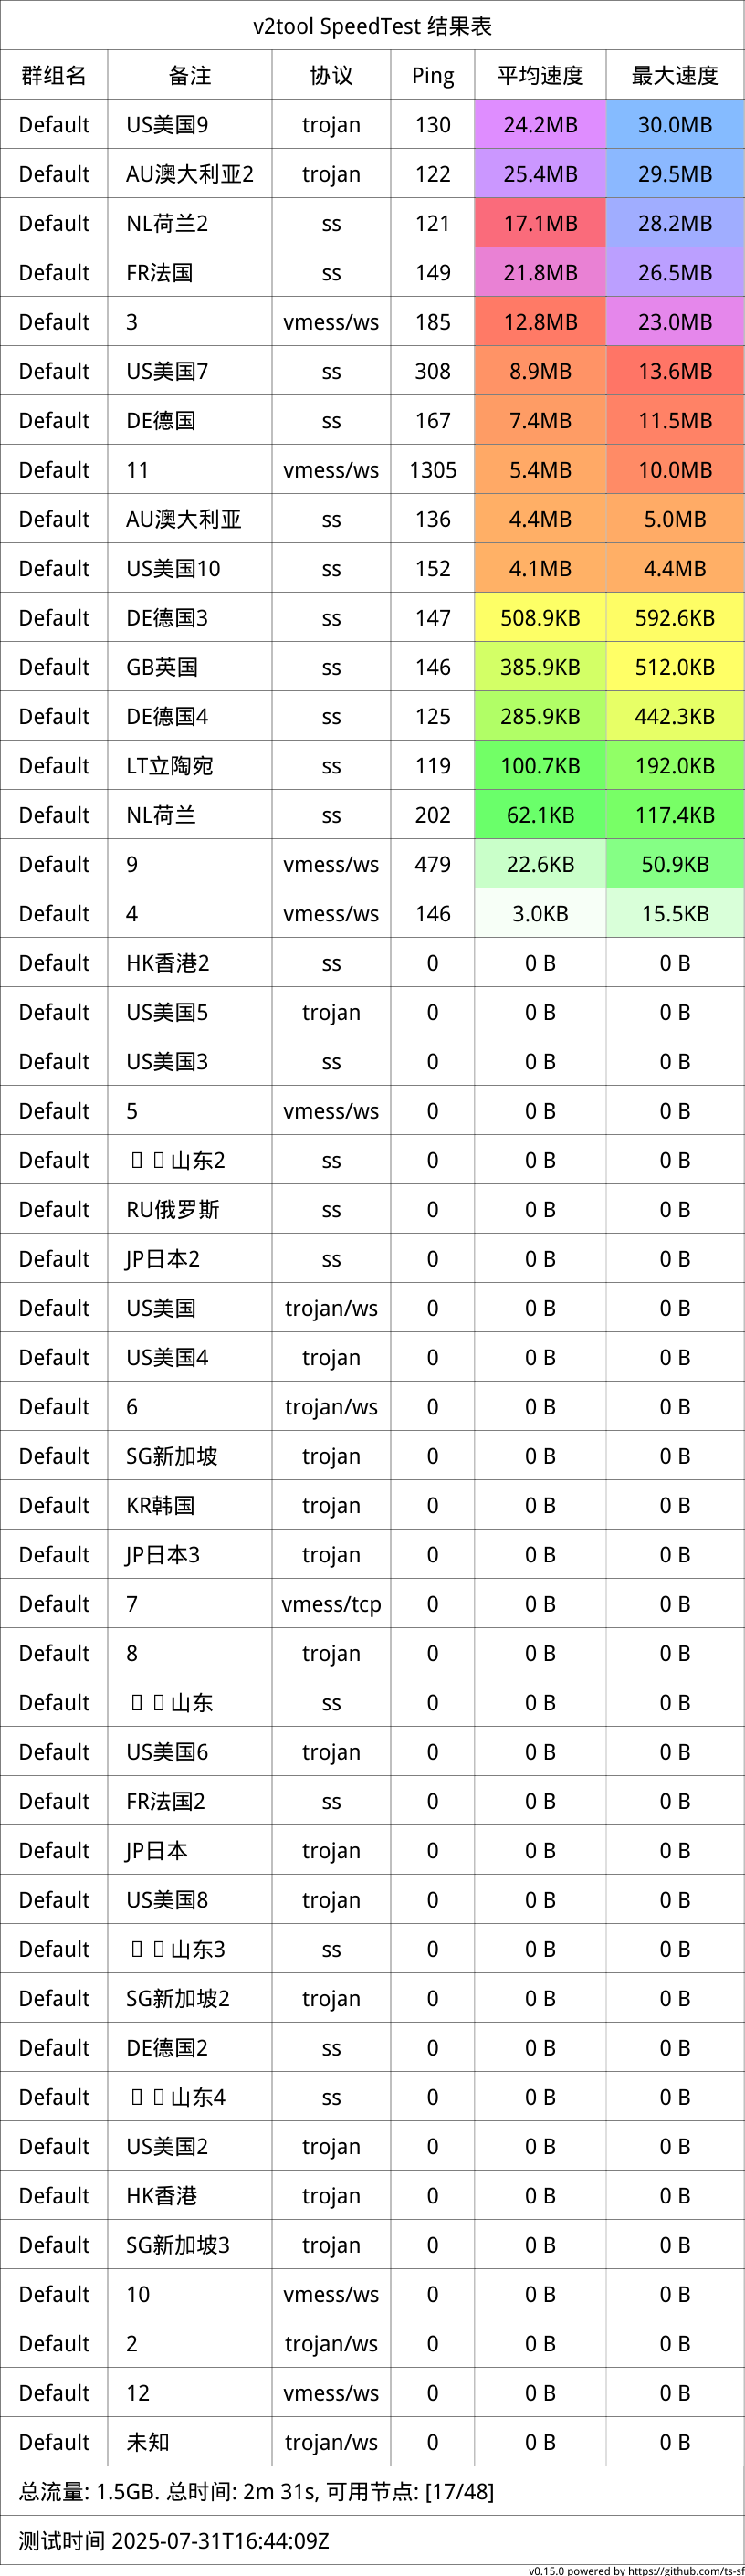 v2tool SpeedTest 结果表
群组名 备注 协议 Ping 平均速度 最大速度
Default US美国9 trojan 130 24.2MB 30.0MB
Default AU澳大利亚2 trojan 122 25.4MB 29.5MB
Default NL荷兰2 ss 121 17.1MB 28.2MB
Default FR法国 ss 149 21.8MB 26.5MB
Default 3 vmess/ws 185 12.8MB 23.0MB
Default US美国7 ss 308 8.9MB 13.6MB
Default DE德国 ss 167 7.4MB 11.5MB
Default 11 vmess/ws 1305 5.4MB 10.0MB
Default AU澳大利亚 ss 136 4.4MB 5.0MB
Default US美国10 ss 152 4.1MB 4.4MB
Default DE德国3 ss 147 508.9KB 592.6KB
Default GB英国 ss 146 385.9KB 512.0KB
Default DE德国4 ss 125 285.9KB 442.3KB
Default LT立陶宛 ss 119 100.7KB 192.0KB
Default NL荷兰 ss 202 62.1KB 117.4KB
Default 9 vmess/ws 479 22.6KB 50.9KB
Default 4 vmess/ws 146 3.0KB 15.5KB
Default HK香港2 ss 0 0 B 0 B
Default US美国5 trojan 0 0 B 0 B
Default US美国3 ss 0 0 B 0 B
Default 5 vmess/ws 0 0 B 0 B
Default 山东2 ss 0 0 B 0 B
Default RU俄罗斯 ss 0 0 B 0 B
Default JP日本2 ss 0 0 B 0 B
Default US美国 trojan/ws 0 0 B 0 B
Default US美国4 trojan 0 0 B 0 B
Default 6 trojan/ws 0 0 B 0 B
Default SG新加坡 trojan 0 0 B 0 B
Default KR韩国 trojan 0 0 B 0 B
Default JP日本3 trojan 0 0 B 0 B
Default 7 vmess/tcp 0 0 B 0 B
Default 8 trojan 0 0 B 0 B
Default 山东 ss 0 0 B 0 B
Default US美国6 trojan 0 0 B 0 B
Default FR法国2 ss 0 0 B 0 B
Default JP日本 trojan 0 0 B 0 B
Default US美国8 trojan 0 0 B 0 B
Default 山东3 ss 0 0 B 0 B
Default SG新加坡2 trojan 0 0 B 0 B
Default DE德国2 ss 0 0 B 0 B
Default 山东4 ss 0 0 B 0 B
Default US美国2 trojan 0 0 B 0 B
Default HK香港 trojan 0 0 B 0 B
Default SG新加坡3 trojan 0 0 B 0 B
Default 10 vmess/ws 0 0 B 0 B
Default 2 trojan/ws 0 0 B 0 B
Default 12 vmess/ws 0 0 B 0 B
Default 未知 trojan/ws 0 0 B 0 B
总流量: 1.5GB. 总时间: 2m 31s, 可用节点: [17/48]
测试时间 2025-07-31T16:44:09Z
v0.15.0 powered by https://github.com/ts-sf